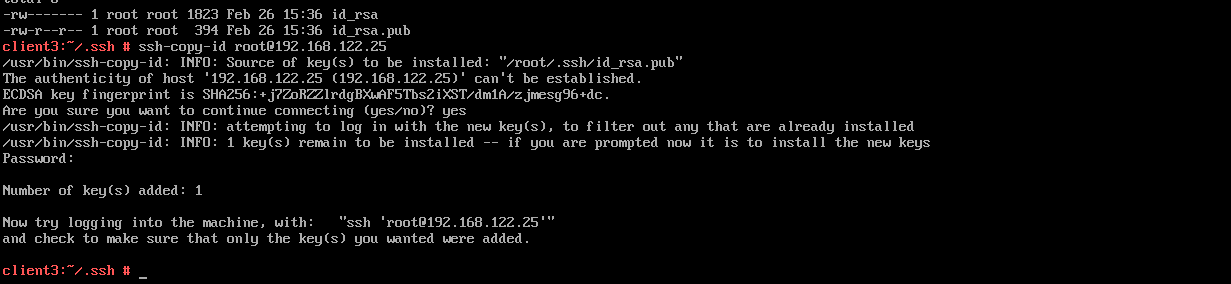 -rw------- 1 root root 1823 Feb 26 15:36 id_rsa
-rw-r--r-- 1 root root  394 Feb 26 15:36 id_rsa.pub
client3:~/.ssh # ssh-copy-id root@192.168.122.25
/usr/bin/ssh-copy-id: INFO: Source of key(s) to be installed: "/root/.ssh/id_rsa.pub"
The authenticity of host '192.168.122.25 (192.168.122.25)' can't be established.
ECDSA key fingerprint is SHA256:+j7ZoRZZlrdgBXwAF5Tbs2iXST/dm1A/zjmesg96+dc.
Are you sure you want to continue connecting (yes/no)? yes
/usr/bin/ssh-copy-id: INFO: attempting to log in with the new key(s), to filter out any that are already installed
/usr/bin/ssh-copy-id: INFO: 1 key(s) remain to be installed -- if you are prompted now it is to install the new keys
Password:
Number of key(s) added: 1
Now try logging into the machine, with:   "ssh 'root@192.168.122.25'"
and check to make sure that only the key(s) you wanted were added.
client3:~/.ssh # _